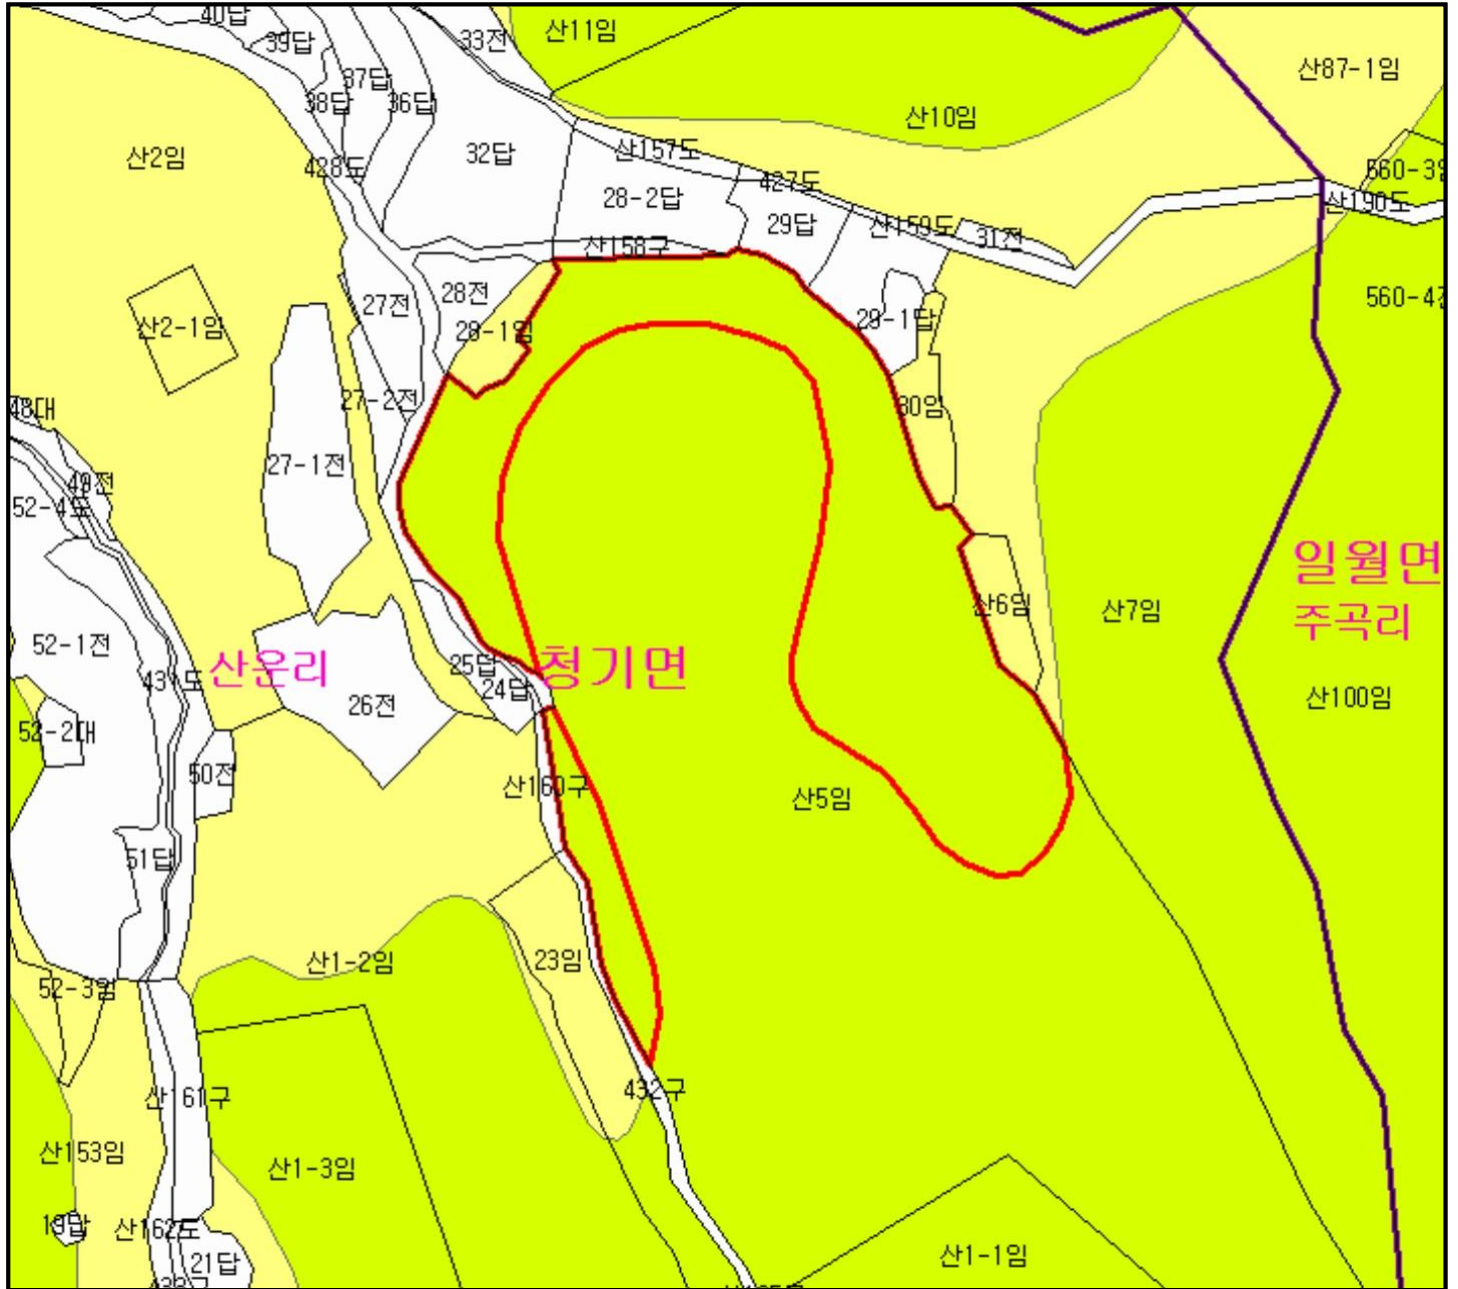 40답
산11임
33전
39답
산87-1임
37답
38답
36답
산10임
32답
산157도
산2임
428도
427도
28-2답
산190도
29답
산159도
31전
산158구
28전
560-4전
27전
29-1답
산2-1임
28-1임
27-2전
30임
48대
27-1전
49전
52-4도
일월면
산6임
산7임
주곡리
52-1전
25답
청기면
산운리
431도
24답
산100임
26전
52-2대
50전
산160구
산5임
51답
산1-2임
23임
52-3임
432구
산161구
산153임
산1-3임
19답
산162도
산1-1임
21답